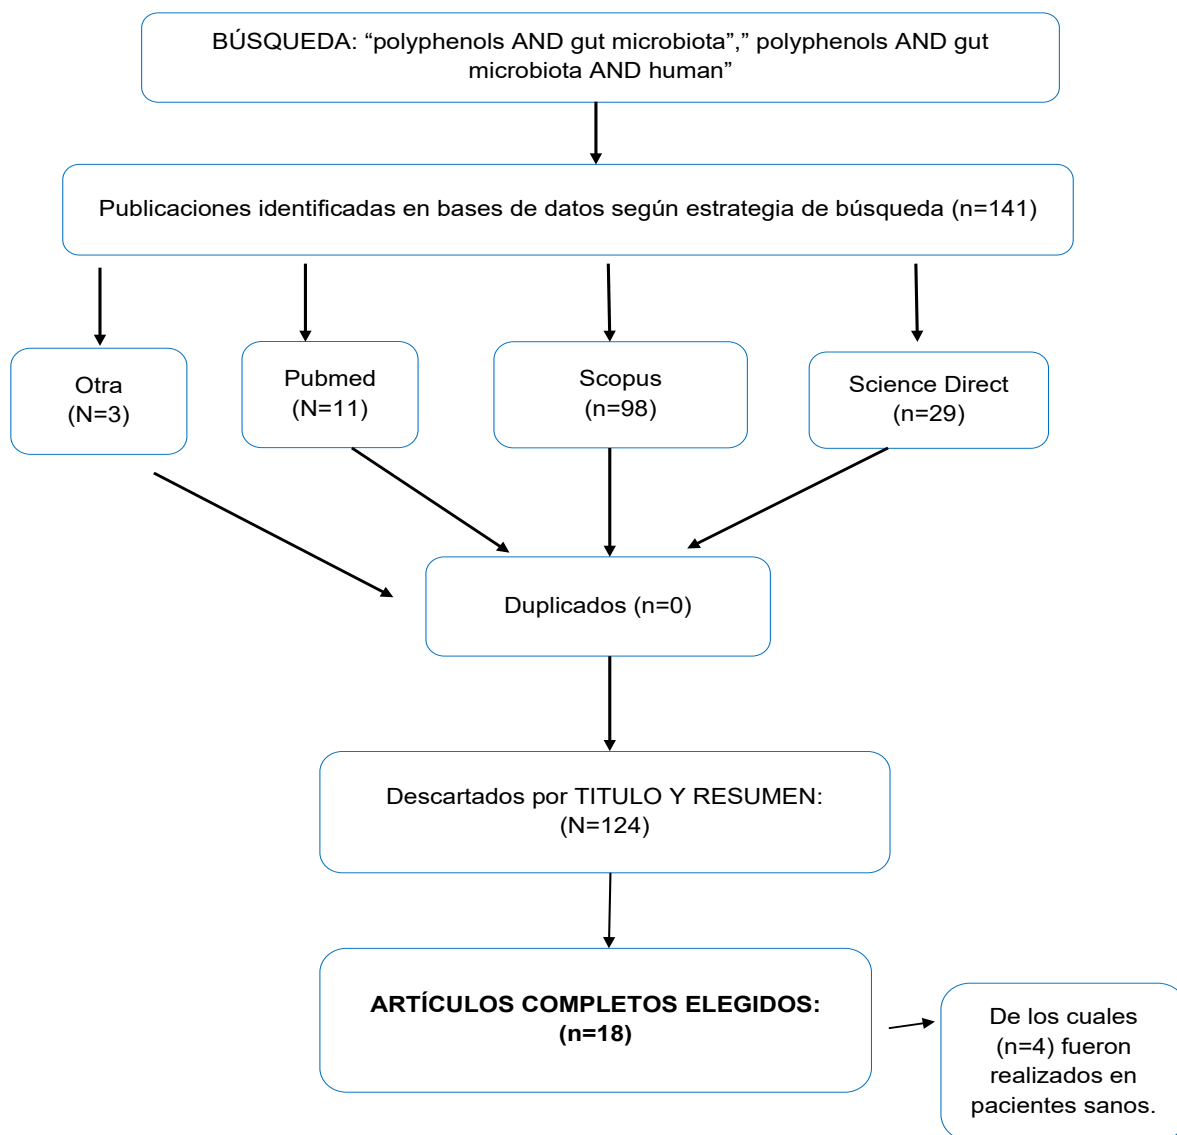 BÚSQUEDA: “polyphenols AND gut microbiota”,” polyphenols AND gut
microbiota AND human”
Publicaciones identificadas en bases de datos según estrategia de búsqueda (n=141)
Otra
(N=3)
Pubmed
(N=11)
Scopus
(n=98)
Science Direct
(n=29)
Duplicados (n=0)
Descartados por TITULO Y RESUMEN:
(N=124)
ARTÍCULOS COMPLETOS ELEGIDOS:
(n=18)
De los cuales
(n=4) fueron
realizados en
pacientes sanos.